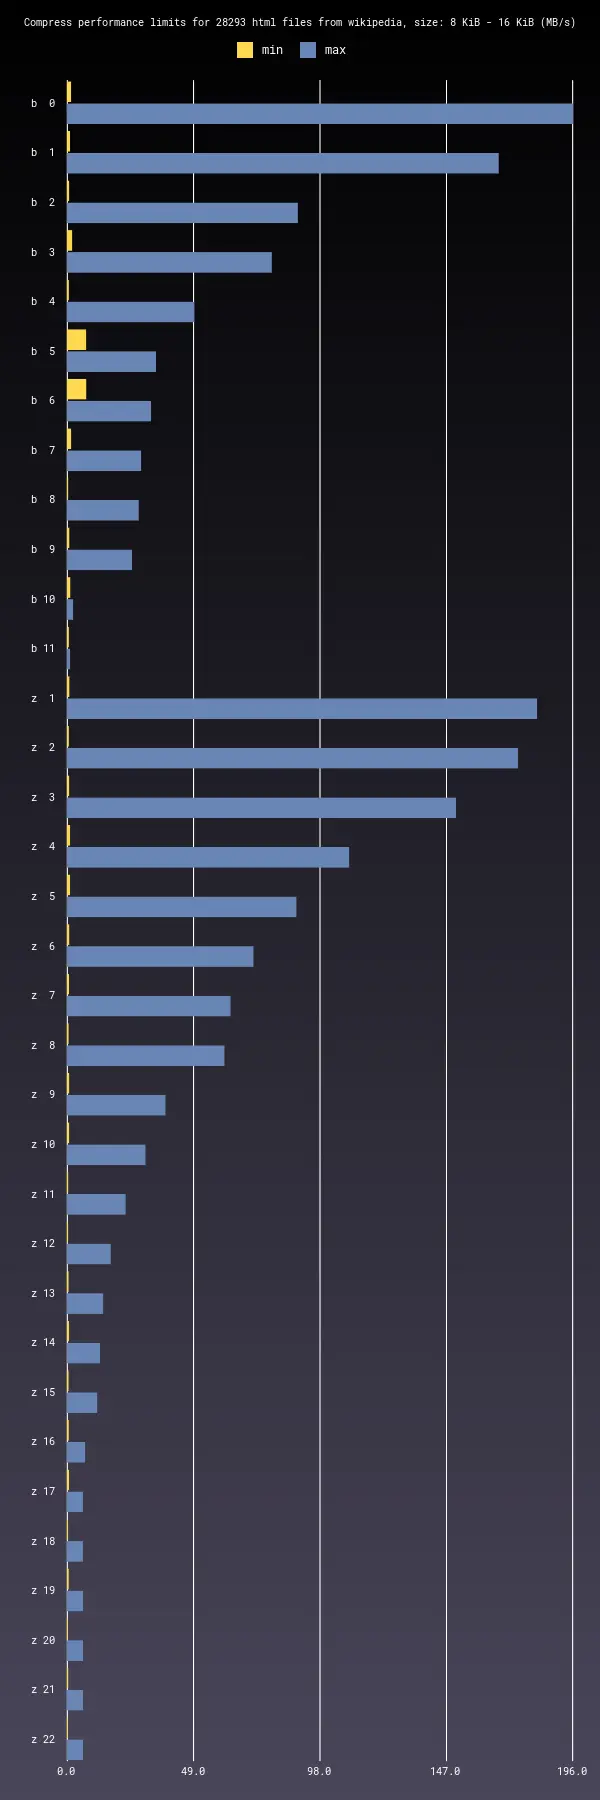 Compress performance limits for 28293 html files from wikipedia, size: 8 KiB - 16 KiB (MB/s)
min max
b 0
b 1
b 2
b 3
b 4
b 5
b 6
b 7
b 8
b 9
b 10
b 11
z 1
z 2
z 3
z 4
z 5
z 6
z 7
z 8
z 9
z 10
z 11
z 12
z 13
z 14
z 15
z 16
z 17
z 18
z 19
z 20
z 21
z 22
0.0 49.0 98.0 147.0 196.0